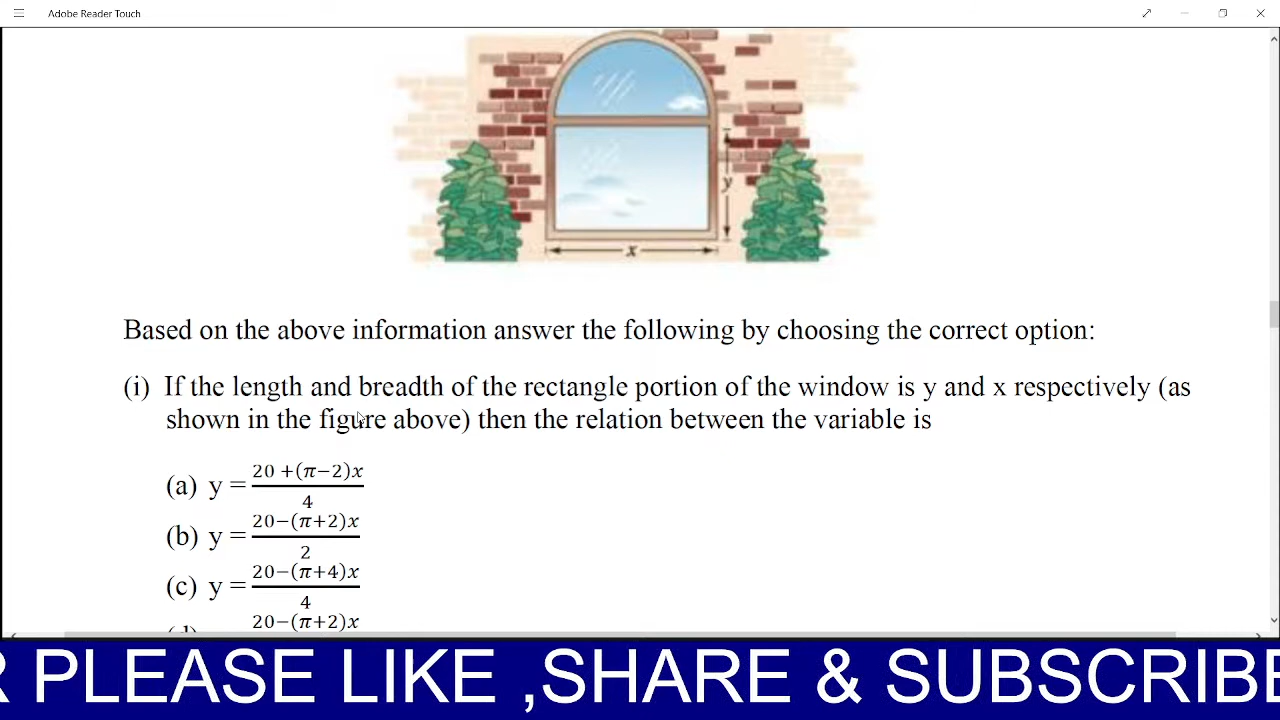 Adobe Reader Touch
y
x
Based on the above information answer the following by choosing the correct option:
(i) If the length and breadth of the rectangle portion of the window is y and x respectively (as
shown in the figure above) then the relation between the variable is
(a) y = 20 +(π−2)x / 4
(b) y = 20−(π+2)x / 2
(c) y = 20−(π+4)x / 4
20−(π+2)x
R PLEASE LIKE ,SHARE & SUBSCRIBE